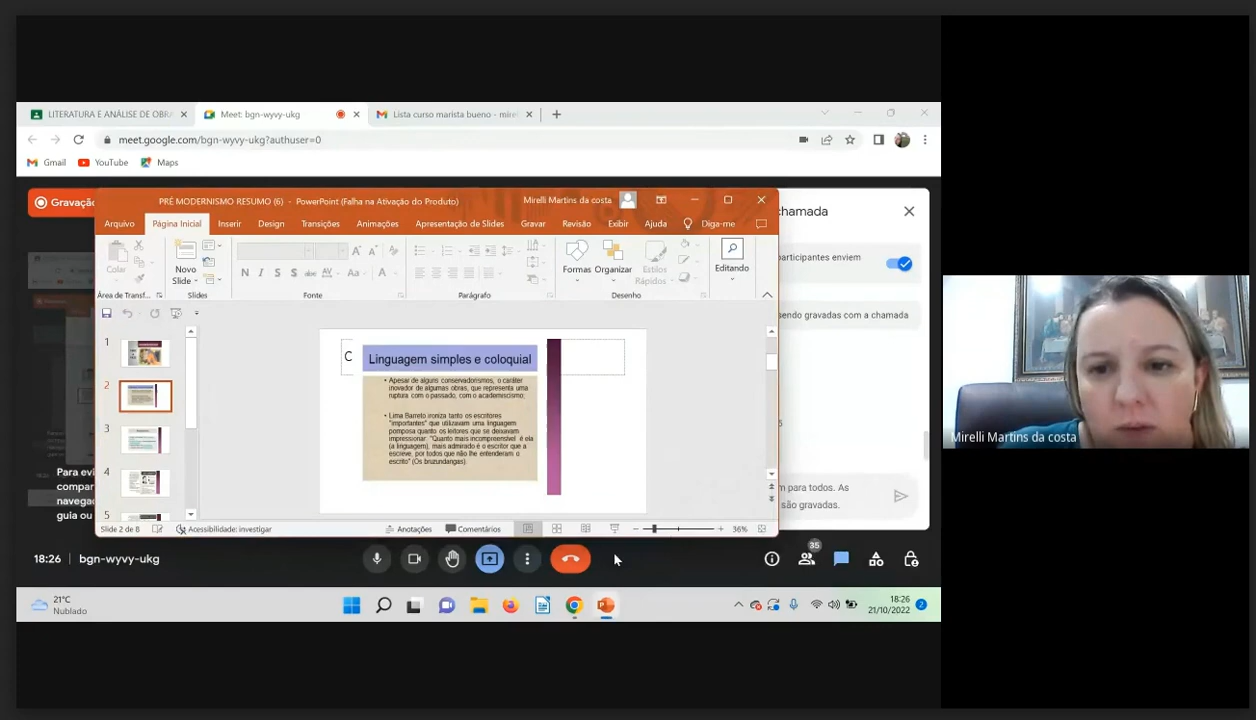 LITERATURA E ANÁLISE DE OBRA
Meet: bgn-wyvy-ukg
Lista curso marista bueno - mire
meet.google.com/bgn-wyvy-ukg?authuser=0
Gmail
YouTube
Maps
Gravação
PRÉ MODERNISMO RESUMO (6) - PowerPoint (Falha na Ativação do Produto)
Mirelli Martins da costa
chamada
Arquivo
Página Inicial
Inserir
Design
Transições
Animações
Apresentação de Slides
Gravar
Revisão
Exibir
Ajuda
Diga-me
participantes enviem
Colar
Novo
Slide
Formas
Organizar
Estilos
Rápidos
Editando
Área de Transf...
Slides
Fonte
Parágrafo
Desenho
sendo gravadas com a chamada
1
2
3
4
5
C
Linguagem simples e coloquial
• Apesar de alguns conservadorismos, o caráter
inovador de algumas obras, que representa uma
ruptura com o passado, com o academiscismo;
• Lima Barreto ironiza tanto os escritores
"importantes" que utilizavam uma linguagem
pomposa quanto os leitores que se deixavam
impressionar: "Quanto mais incompreensível é ela
(a linguagem), mais admirado é o escritor que a
escreve, por todos que não lhe entenderam o
escrito" (Os bruzundangas).
Para evi
compar
navega
guia ou
m para todos. As
são gravadas.
Slide 2 de 8
Acessibilidade: investigar
Anotações
Comentários
36%
18:26 | bgn-wyvy-ukg
35
21°C
Nublado
18:26
21/10/2022
2
Mirelli Martins da costa